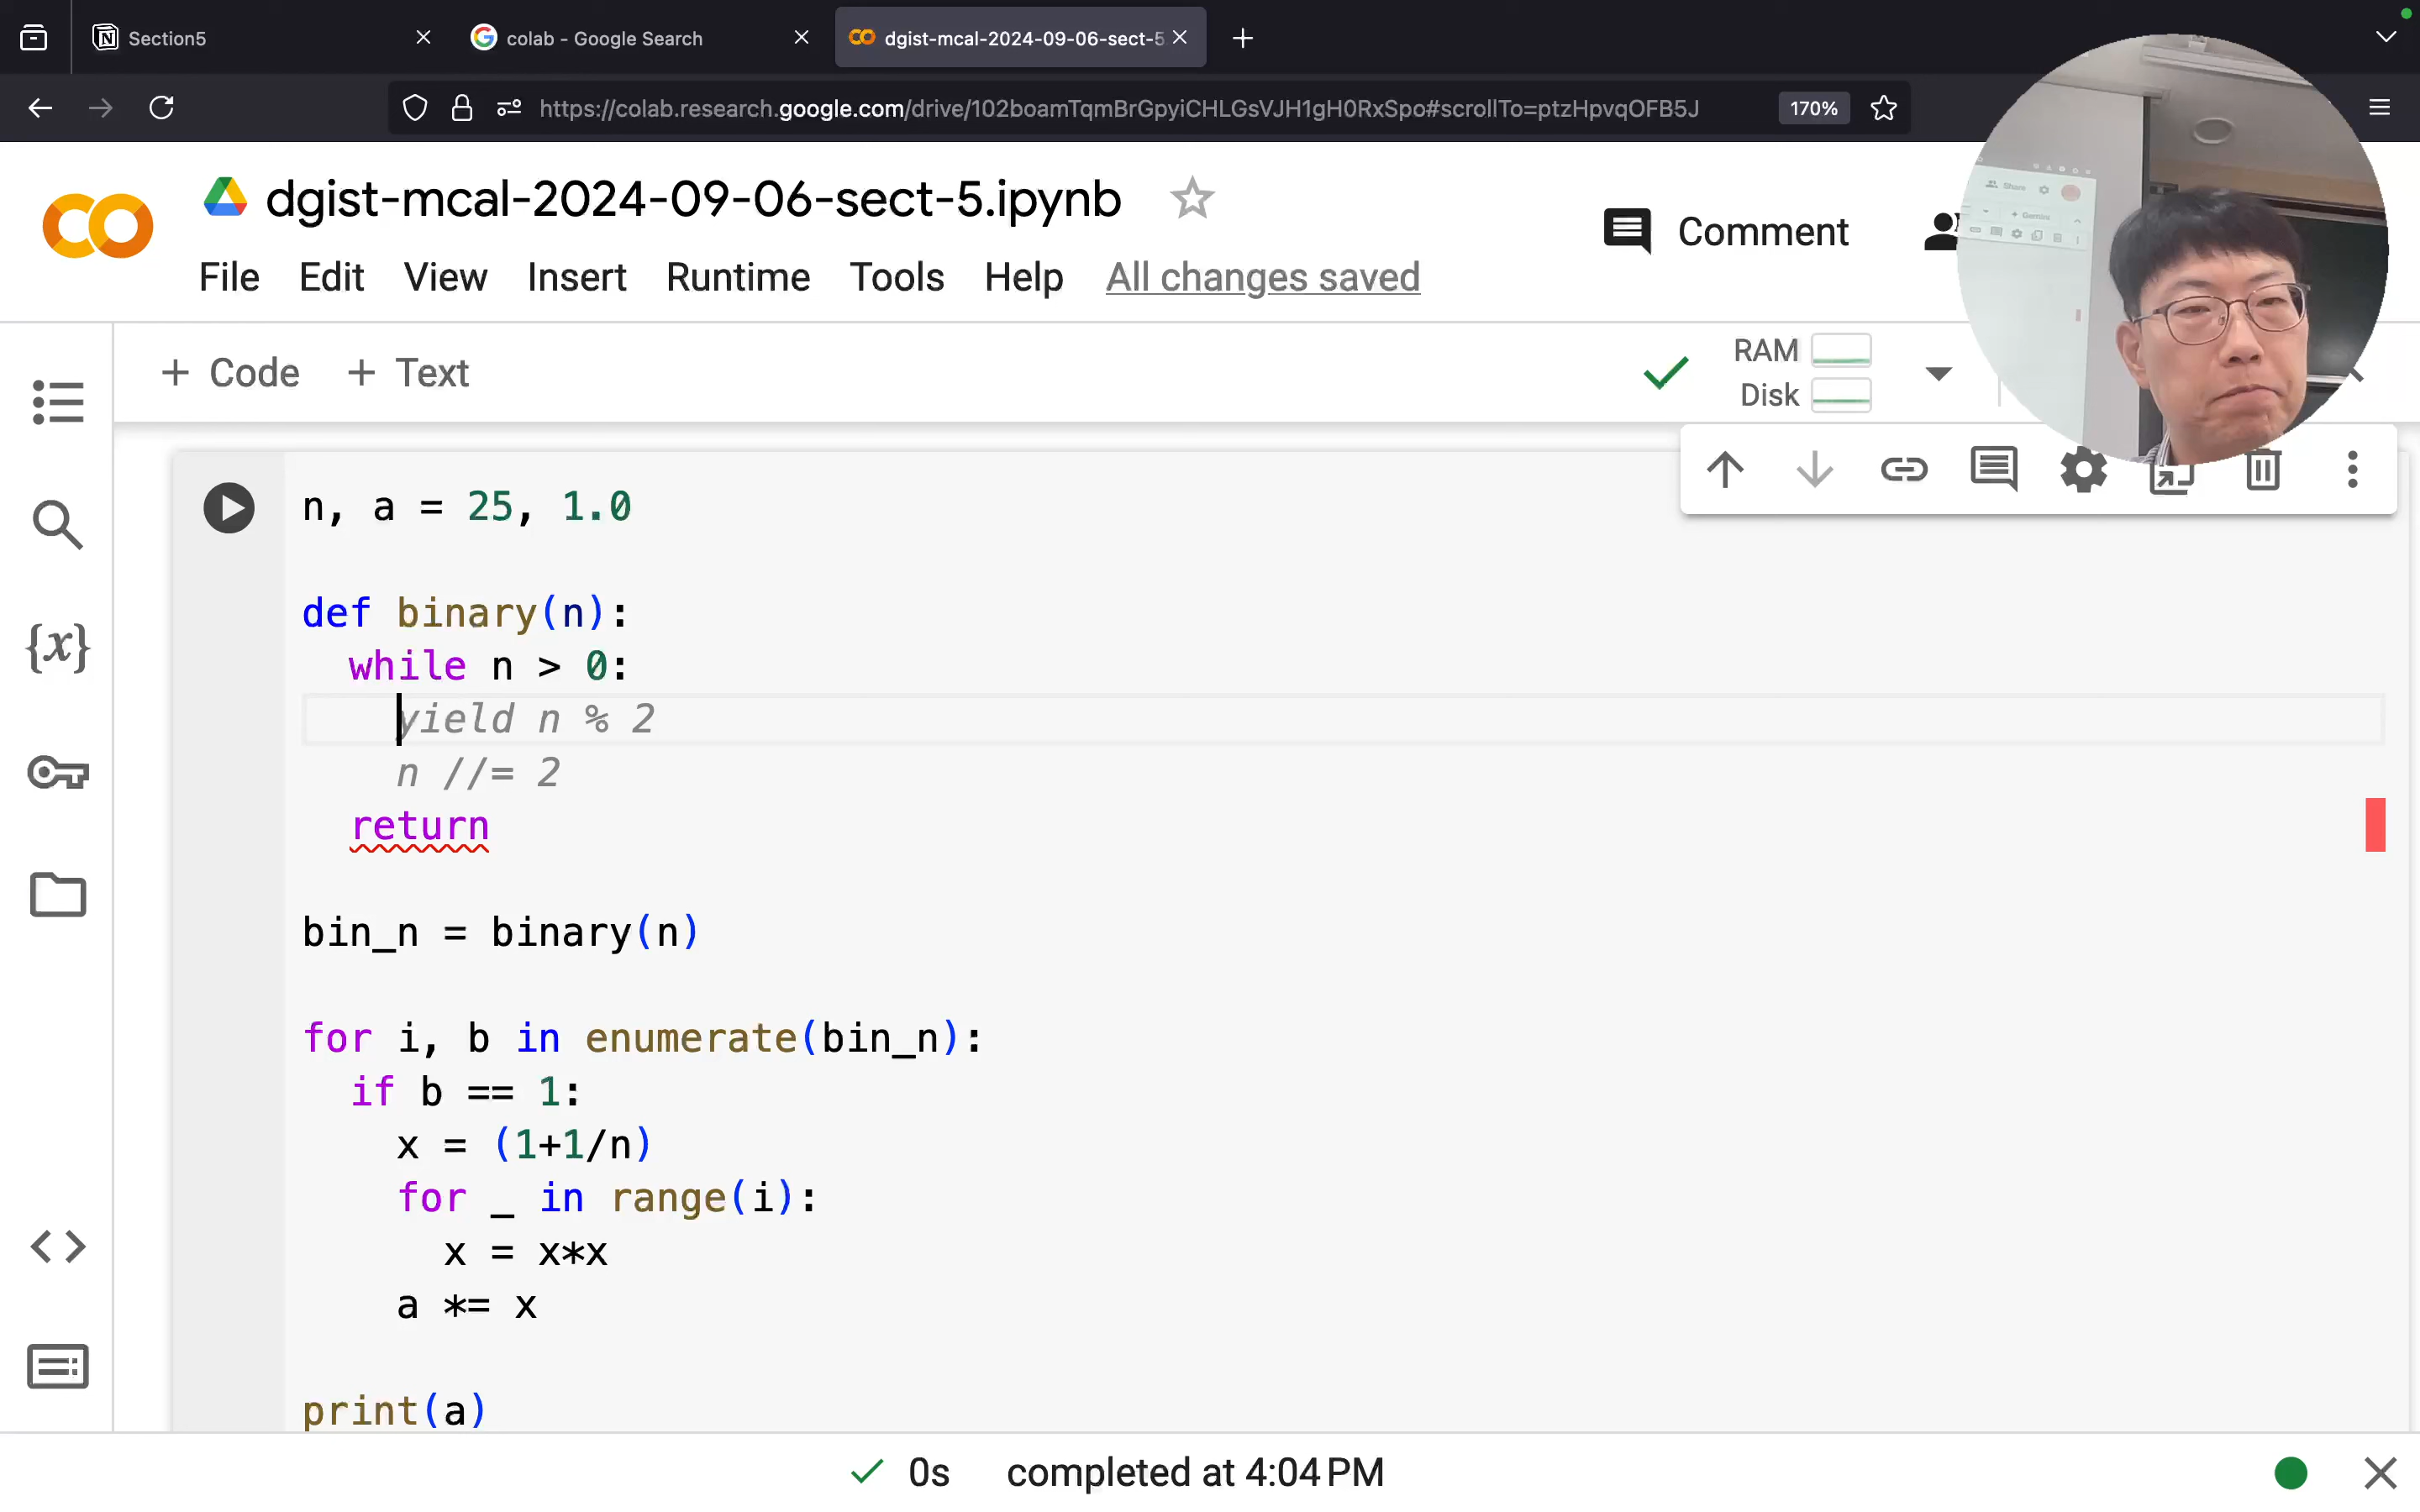 Section5
colab - Google Search
dgist-mcal-2024-09-06-sect-5
https://colab.research.google.com/drive/102boamTqmBrGpyiCHLGsVJH1gH0RxSpo#scrollTo=ptzHpvqOFB5J
170%
dgist-mcal-2024-09-06-sect-5.ipynb
Comment
Share
File Edit View Insert Runtime Tools Help All changes saved
+ Code + Text
RAM
Disk
Gemini
{x}
n, a = 25, 1.0
def binary(n):
while n > 0:
yield n % 2
n //= 2
return
bin_n = binary(n)
for i, b in enumerate(bin_n):
if b == 1:
x = (1+1/n)
for _ in range(i):
x = x*x
a *= x
print(a)
0s completed at 4:04 PM